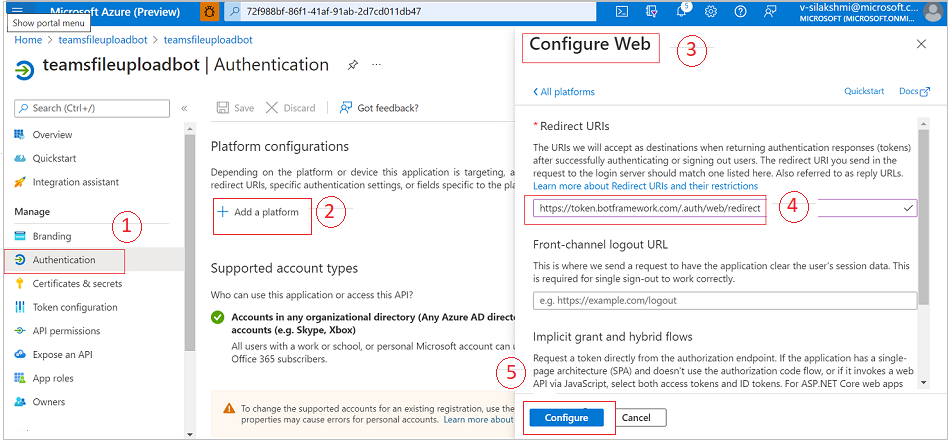 Microsoft Azure (Preview)
72f988bf-86f1-41af-91ab-2d7cd011db47
5
v-silakshmi@microsoft.c...
MICROSOFT (MICROSOFT.ONMI...
Show portal menu
Home > teamsfileuploadbot > teamsfileuploadbot
teamsfileuploadbot | Authentication
...
Search (Ctrl+/)
«
Overview
Quickstart
Integration assistant
Manage
1
Branding
Authentication
Certificates & secrets
Token configuration
API permissions
Expose an API
App roles
Owners
Save
Discard
Got feedback?
Platform configurations
Depending on the platform or device this application is targeting, a
redirect URIs, specific authentication settings, or fields specific to the pla
+ Add a platform
2
Supported account types
Who can use this application or access this API?
Accounts in any organizational directory (Any Azure AD directo
accounts (e.g. Skype, Xbox)
All users with a work or school, or personal Microsoft account can u
Office 365 subscribers.
To change the supported accounts for an existing registration, use the
properties may cause errors for personal accounts. Learn more about
Configure Web
3
All platforms
Quickstart
Docs
* Redirect URIs
The URIs we will accept as destinations when returning authentication responses (tokens)
after successfully authenticating or signing out users. The redirect URI you send in the
request to the login server should match one listed here. Also referred to as reply URLs.
Learn more about Redirect URIs and their restrictions
https://token.botframework.com/.auth/web/redirect
4
Front-channel logout URL
This is where we send a request to have the application clear the user's session data. This
is required for single sign-out to work correctly.
e.g. https://example.com/logout
Implicit grant and hybrid flows
Request a token directly from the authorization endpoint. If the application has a single-
page architecture (SPA) and doesn't use the authorization code flow, or if it invokes a web
API via JavaScript, select both access tokens and ID tokens. For ASP.NET Core web apps
5
Configure
Cancel